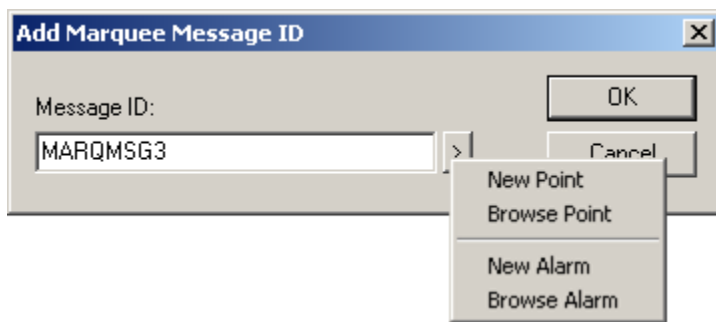 Add Marquee Message ID
Message ID:
OK
MARQMSG3
>
Cancel
New Point
Browse Point
New Alarm
Browse Alarm